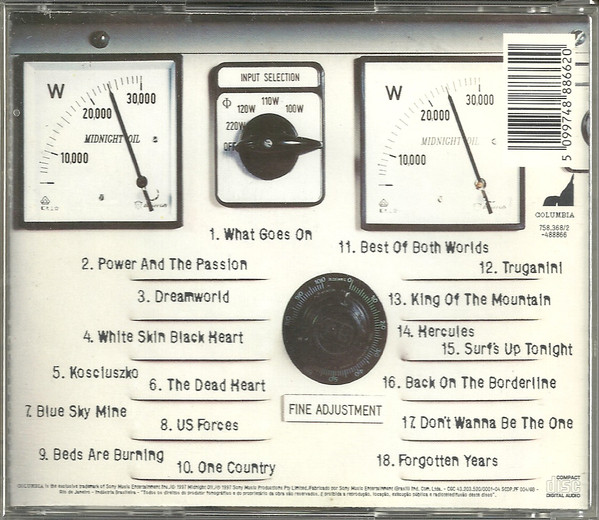 W
20,000
30,000
10,000
MIDNIGHT OIL
INPUT SELECTION
110W
120W
100W
220W
OFF
W
20,000
30,000
10,000
MIDNIGHT OIL
5 099748 886620
COLUMBIA
758.368/2
-488866
1. What Goes On
2. Power And The Passion
3. Dreamworld
4. White Skin Black Heart
5. Kosciuszko
6. The Dead Heart
7. Blue Sky Mine
8. US Forces
9. Beds Are Burning
10. One Country
11. Best Of Both Worlds
12. Truganini
13. King Of The Mountain
14. Hercules
15. Surf's Up Tonight
16. Back On The Borderline
17. Don't Wanna Be The One
18. Forgotten Years
FINE ADJUSTMENT
COMPACT
disc
DIGITAL AUDIO